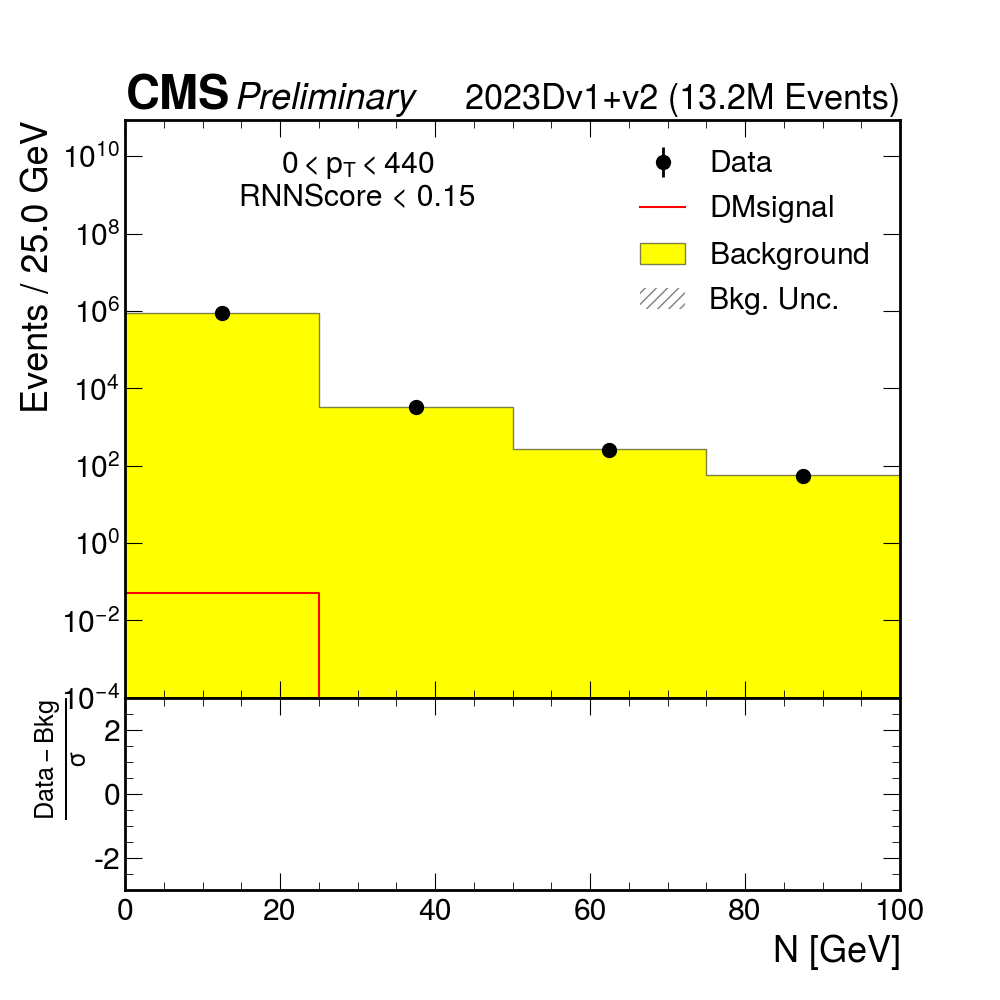 CMS Preliminary 2023Dv1+v2 (13.2M Events)
Events / 25.0 GeV
0 < p_T < 440
RNNScore < 0.15
Data
DMsignal
Background
Bkg. Unc.
10^10
10^8
10^6
10^4
10^2
10^0
10^−2
10^−4
Data − Bkg
σ
2
0
-2
0 20 40 60 80 100
N [GeV]